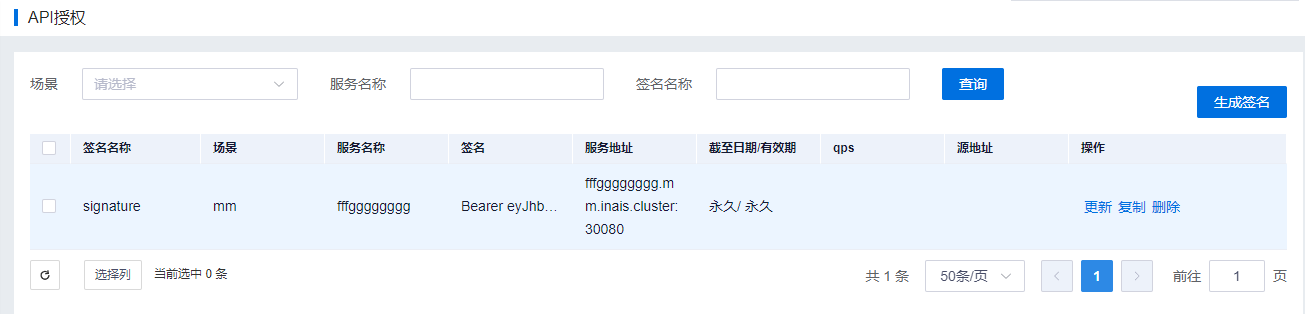 API授权
场景 请选择 服务名称 签名名称 查询
生成签名
签名名称 场景 服务名称 签名 服务地址 截至日期/有效期 qps 源地址 操作
signature mm fffgggggggg Bearer eyJhb... fffgggggggg.m 永久/ 永久 更新 复制 删除
m.inais.cluster:
30080
选择列 当前选中 0 条 共 1 条 50条/页 1 前往 1 页